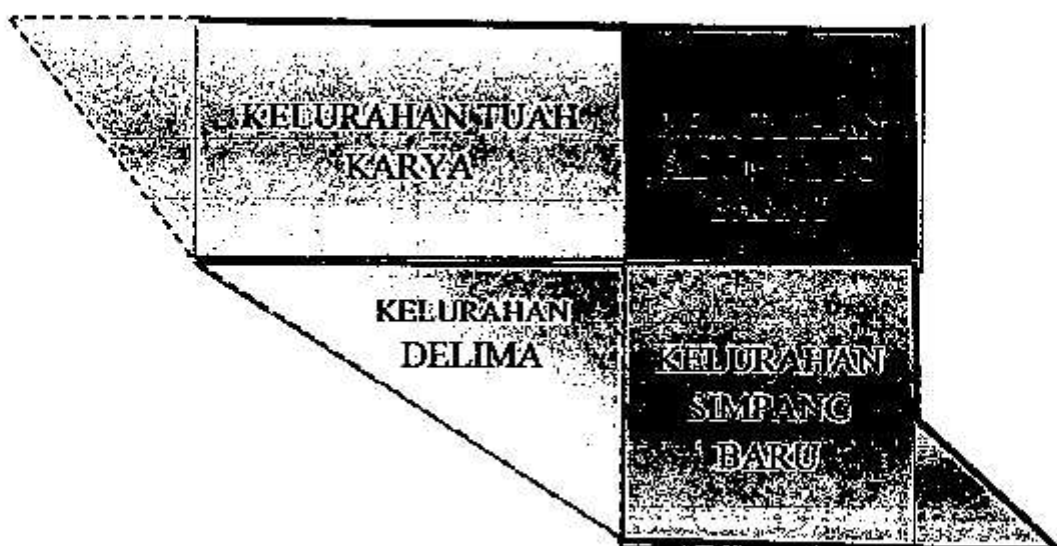 KELURAHAN TUAH
KARYA
KELURAHAN
DELIMA
KELURAHAN
SIMPANG
BARU